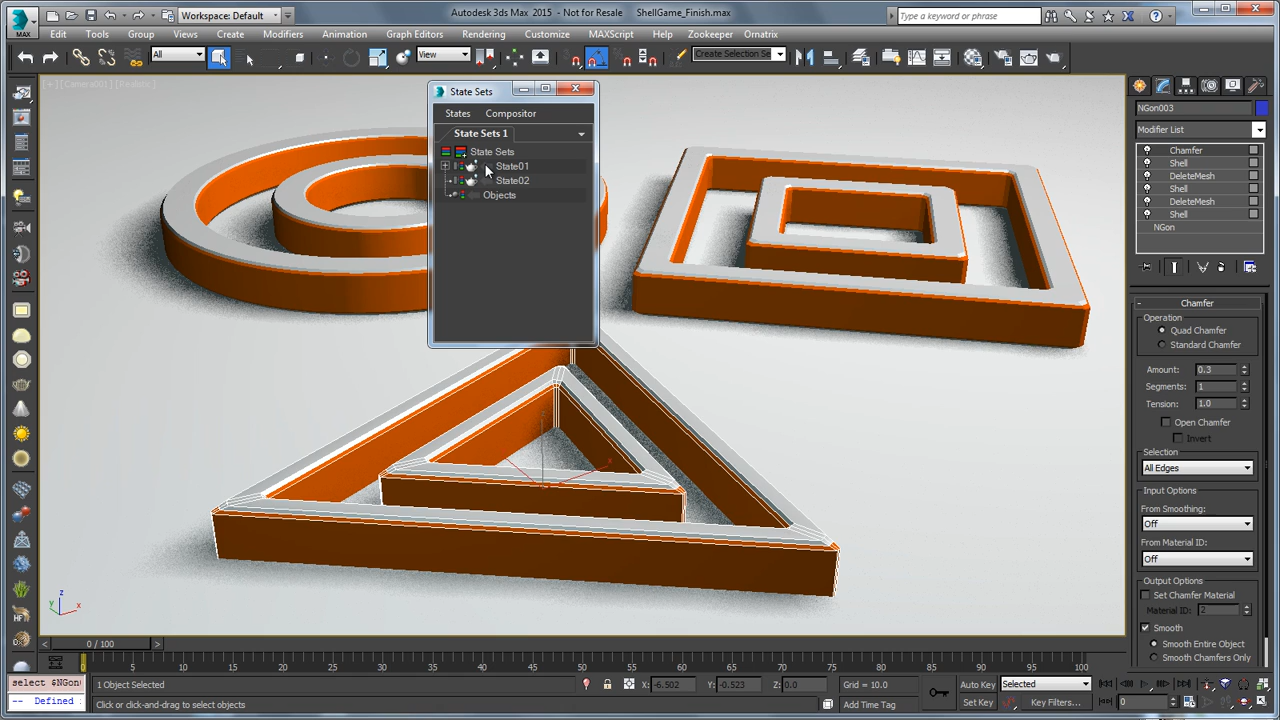 Workspace: Default
Autodesk 3ds Max 2015 - Not for Resale ShellGame_Finish.max
Type a keyword or phrase
MAX
Edit Tools Group Views Create Modifiers Animation Graph Editors Rendering Customize MAXScript Help Zookeeper Ornatrix
All
View
Create Selection Se
[+] [Camera001] [Realistic]
State Sets
States Compositor
State Sets 1
State Sets
State01
State02
Objects
NGon003
Modifier List
Chamfer
Shell
DeleteMesh
Shell
DeleteMesh
Shell
NGon
- Chamfer
Operation
Quad Chamfer
Standard Chamfer
Amount: 0.3
Segments: 1
Tension: 1.0
Open Chamfer
Invert
Selection
All Edges
Input Options
From Smoothing:
Off
From Material ID:
Off
Output Options
Set Chamfer Material
Material ID: 2
Smooth
Smooth Entire Object
Smooth Chamfers Only
x
z
y x
HF
< 0 / 100 >
0 5 10 15 20 25 30 35 40 45 50 55 60 65 70 75 80 85 90 95 100
select $NGon
-- Defined
1 Object Selected
X: -6.502 Y: -0.523 Z: 0.0
Grid = 10.0
Auto Key Selected
Click or click-and-drag to select objects
Add Time Tag
Set Key Key Filters...
0